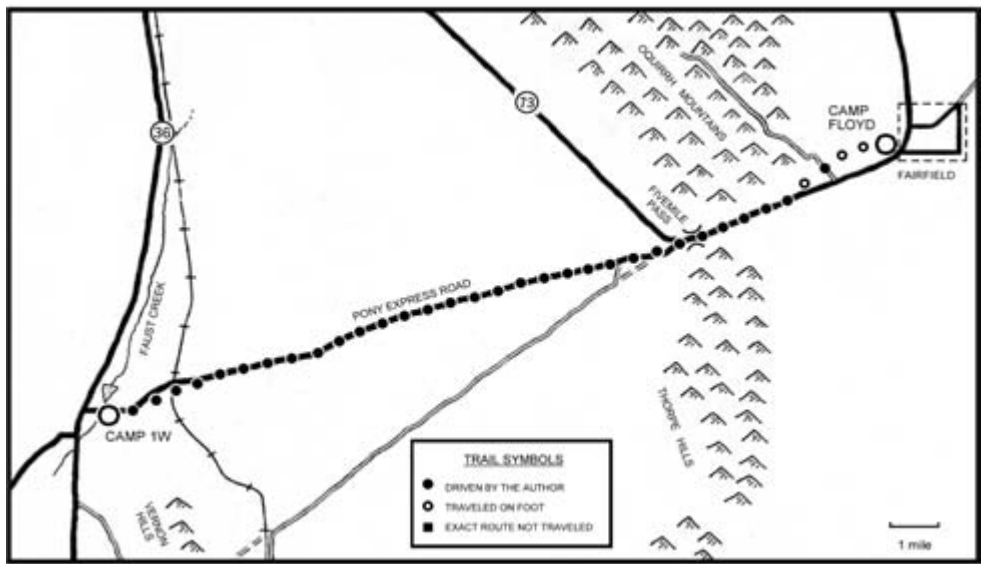 36
73
OQUIRRH MOUNTAINS
CAMP
FLOYD
FAIRFIELD
FIVEMILE
PASS
PONY EXPRESS ROAD
FAUST CREEK
CAMP 1W
THORPE HILLS
VERNON
HILLS
TRAIL SYMBOLS
DRIVEN BY THE AUTHOR
TRAVELED ON FOOT
EXACT ROUTE NOT TRAVELED
1 mile